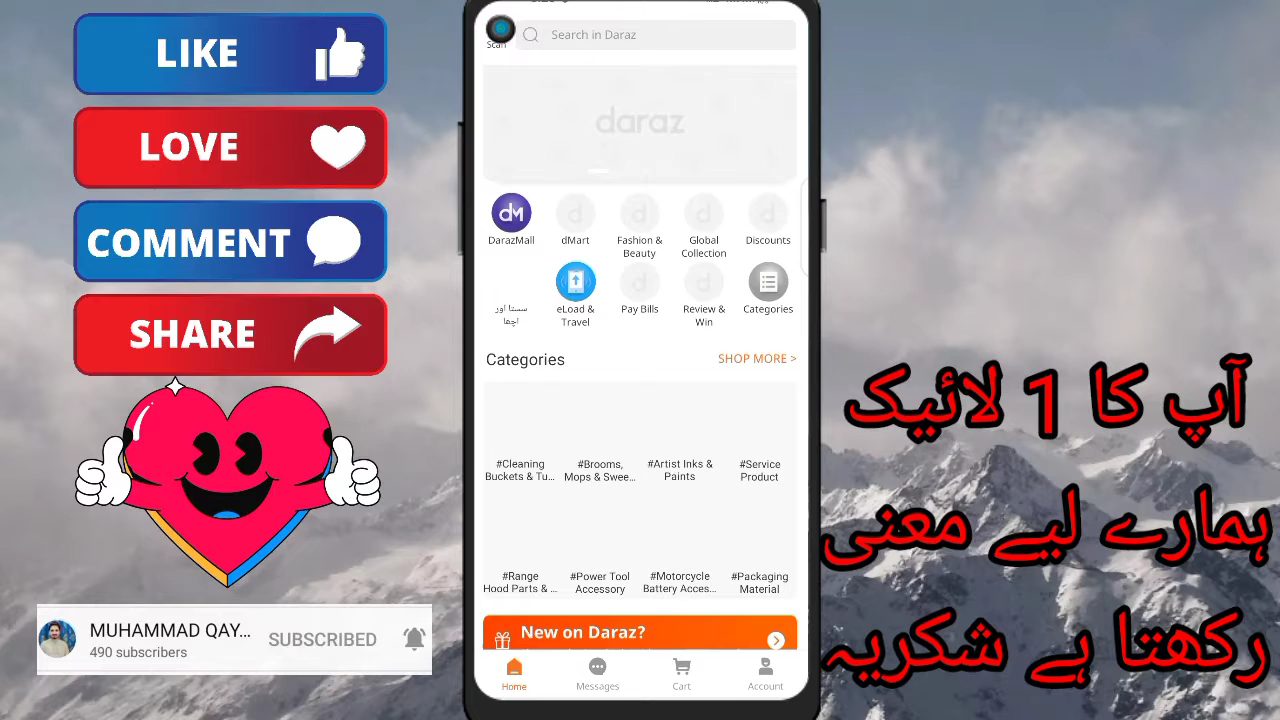 LIKE
LOVE
COMMENT
SHARE
MUHAMMAD QAY...
490 subscribers
SUBSCRIBED
Scan
Search in Daraz
daraz
dM
DarazMall
dMart
Fashion &
Beauty
Global
Collection
Discounts
سستا اور
اچھا
eLoad &
Travel
Pay Bills
Review &
Win
Categories
Categories
SHOP MORE >
#Cleaning
Buckets & Tu...
#Brooms,
Mops & Swee...
#Artist Inks &
Paints
#Service
Product
#Range
Hood Parts & ...
#Power Tool
Accessory
#Motorcycle
Battery Acces...
#Packaging
Material
New on Daraz?
Home
Messages
Cart
Account
آپ کا 1 لائیک
ہمارے لیے معنی
رکھتا ہے شکریہ